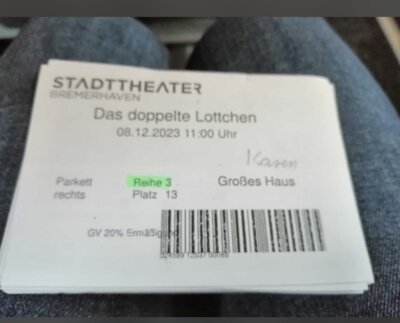 STADTTHEATER
BREMERHAVEN
Das doppelte Lottchen
08.12.2023 11:00 Uhr
Karen
Parkett Reihe 3 Großes Haus
rechts Platz 13
GV 20% Ermäßigung